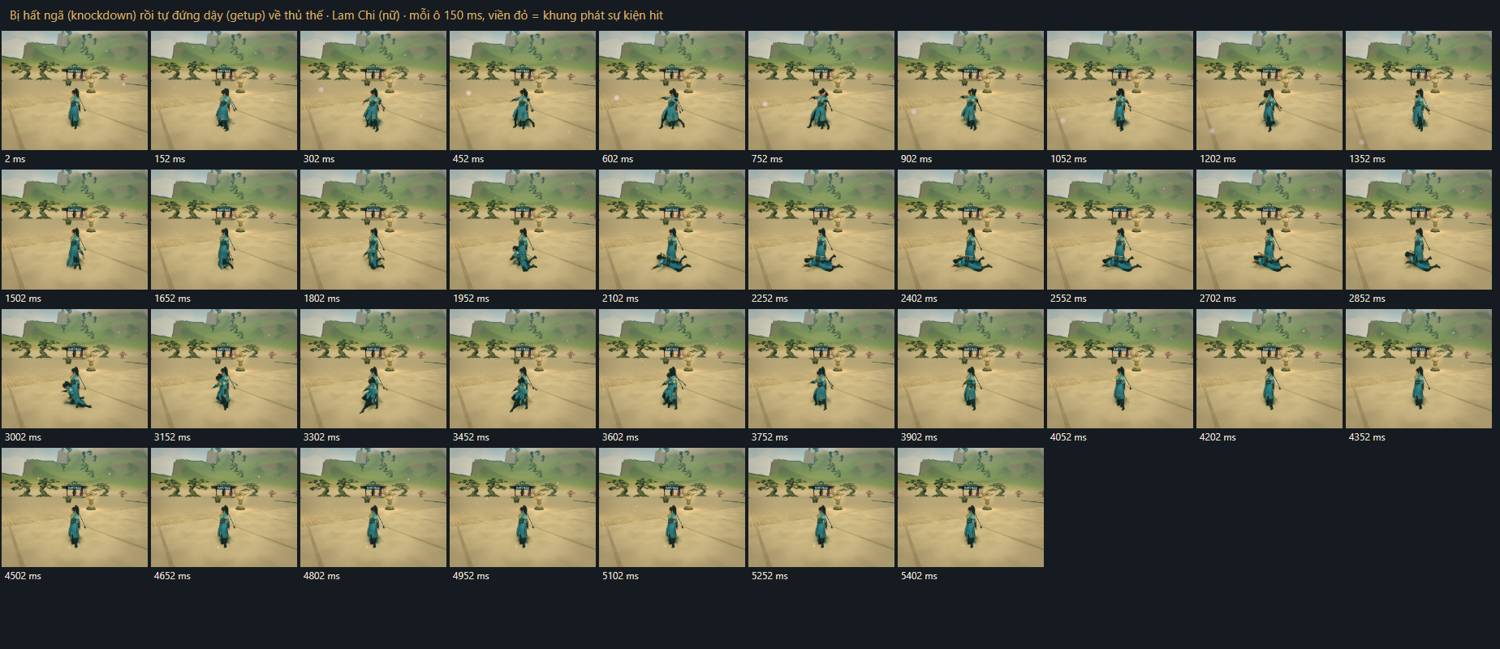 Bị hất ngã (knockdown) rồi tự đứng dậy (getup) về thủ thế · Lam Chi (nữ) · mỗi ô 150 ms, viền đỏ = khung phát sự kiện hit
2 ms 152 ms 302 ms 452 ms 602 ms 752 ms 902 ms 1052 ms 1202 ms 1352 ms
1502 ms 1652 ms 1802 ms 1952 ms 2102 ms 2252 ms 2402 ms 2552 ms 2702 ms 2852 ms
3002 ms 3152 ms 3302 ms 3452 ms 3602 ms 3752 ms 3902 ms 4052 ms 4202 ms 4352 ms
4502 ms 4652 ms 4802 ms 4952 ms 5102 ms 5252 ms 5402 ms